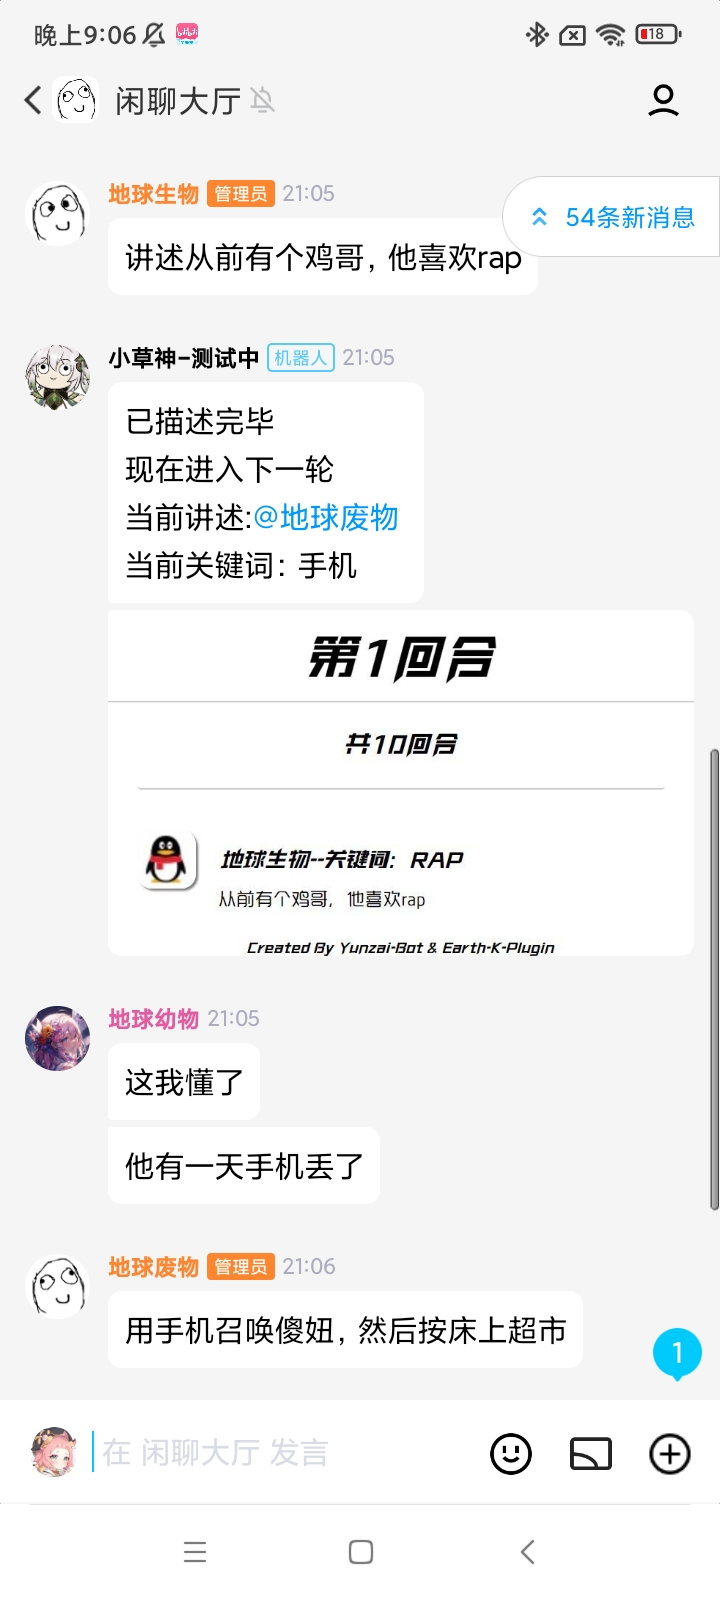 晚上9:06
18
闲聊大厅
地球生物 管理员 21:05
54条新消息
讲述从前有个鸡哥，他喜欢rap
小草神-测试中 机器人 21:05
已描述完毕
现在进入下一轮
当前讲述:@地球废物
当前关键词：手机
第1回合
共10回合
地球生物--关键词：RAP
从前有个鸡哥，他喜欢rap
Created By Yunzai-Bot & Earth-K-Plugin
地球幼物 21:05
这我懂了
他有一天手机丢了
地球废物 管理员 21:06
用手机召唤傻妞，然后按床上超市
1
在 闲聊大厅 发言